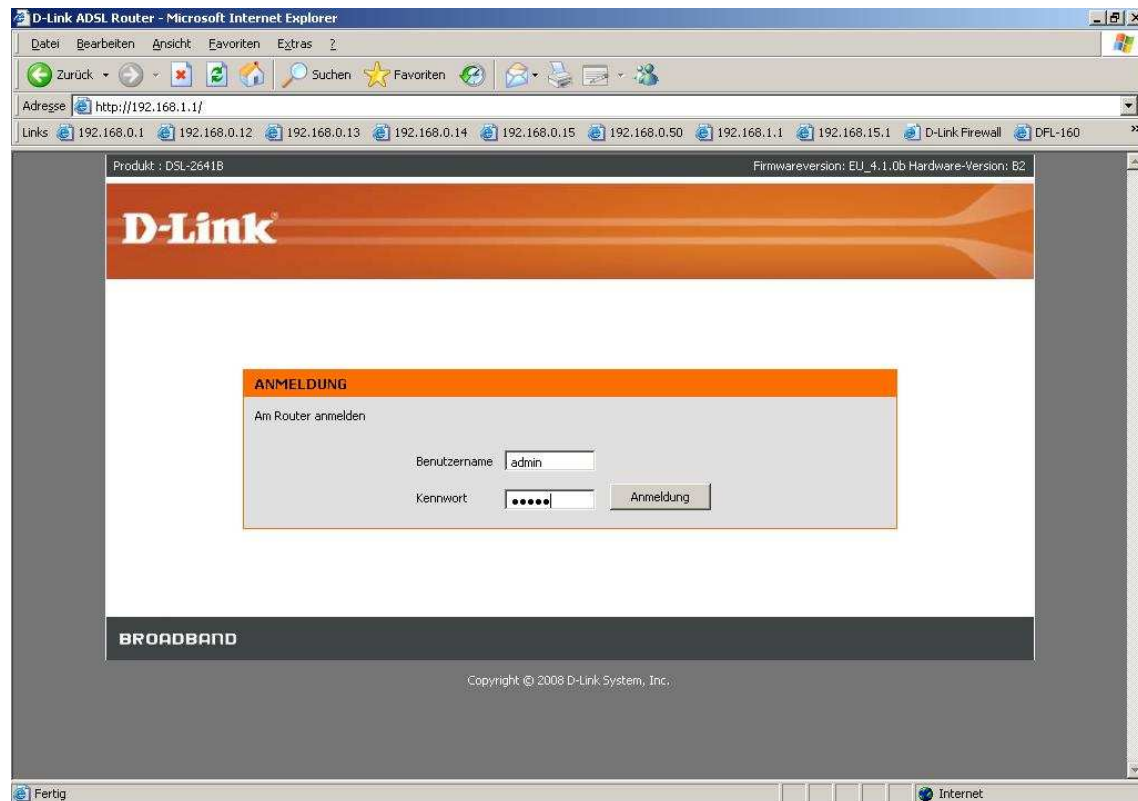 D-Link ADSL Router - Microsoft Internet Explorer
Datei Bearbeiten Ansicht Favoriten Extras ?
Zurück Suchen Favoriten
Adresse http://192.168.1.1/
Links 192.168.0.1 192.168.0.12 192.168.0.13 192.168.0.14 192.168.0.15 192.168.0.50 192.168.1.1 192.168.15.1 D-Link Firewall DFL-160 »
Produkt : DSL-2641B Firmwareversion: EU_4.1.0b Hardware-Version: B2
D-Link®
ANMELDUNG
Am Router anmelden
Benutzername admin
Kennwort ●●●●● Anmeldung
BROADBAND
Copyright © 2008 D-Link System, Inc.
Fertig Internet